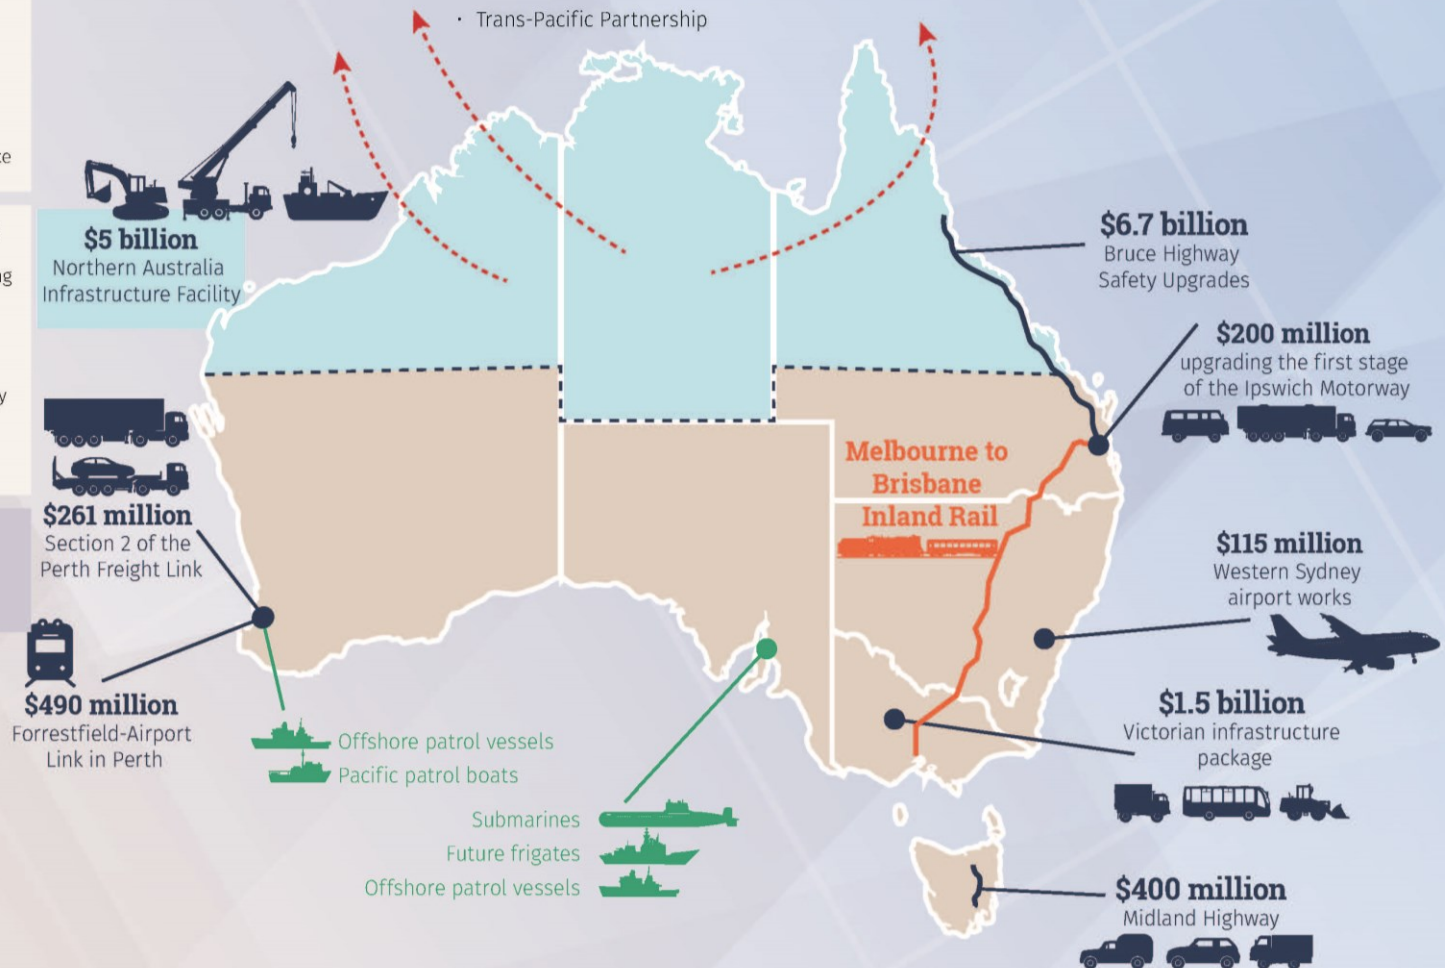 · Trans-Pacific Partnership
$5 billion
Northern Australia
Infrastructure Facility
$6.7 billion
Bruce Highway
Safety Upgrades
$200 million
upgrading the first stage
of the Ipswich Motorway
Melbourne to
Brisbane
Inland Rail
$261 million
Section 2 of the
Perth Freight Link
$115 million
Western Sydney
airport works
$490 million
Forrestfield-Airport
Link in Perth
$1.5 billion
Victorian infrastructure
package
Offshore patrol vessels
Pacific patrol boats
Submarines
Future frigates
Offshore patrol vessels
$400 million
Midland Highway